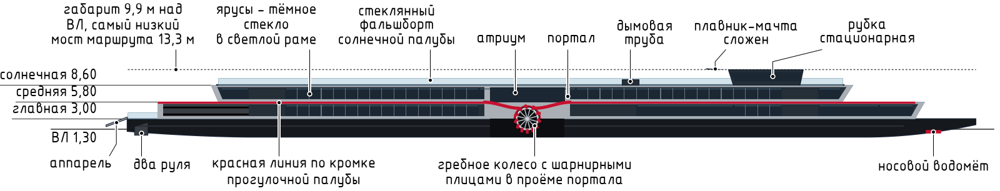 габарит 9,9 м над
ВЛ, самый низкий
мост маршрута 13,3 м
ярусы – тёмное
стекло
в светлой раме
стеклянный
фальшборт
солнечной палубы
атриум
портал
дымовая
труба
плавник-мачта
сложен
рубка
стационарная
солнечная 8,60
средняя 5,80
главная 3,00
ВЛ 1,30
аппарель
два руля
красная линия по кромке
прогулочной палубы
гребное колесо с шарнирными
плицами в проёме портала
носовой водомёт